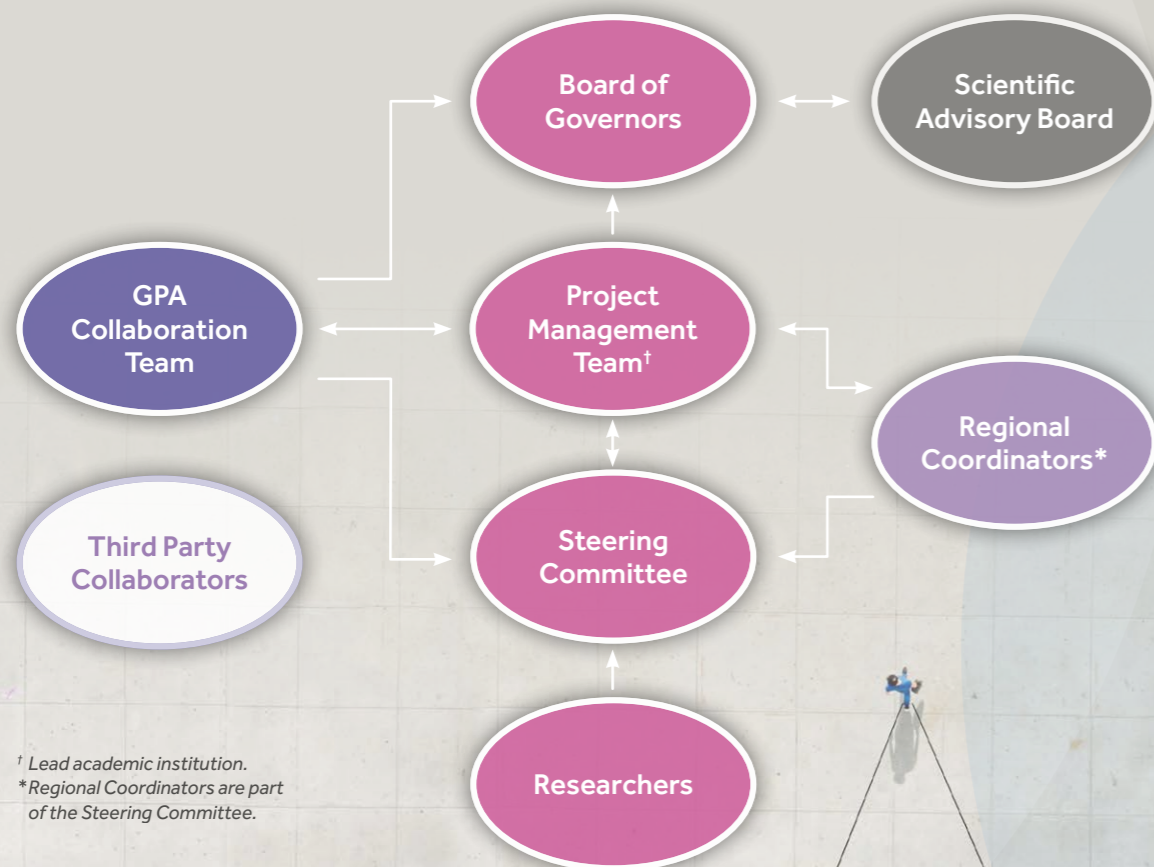 Board of
Governors
Scientific
Advisory Board
GPA
Collaboration
Team
Project
Management
Team†
Regional
Coordinators*
Third Party
Collaborators
Steering
Committee
Researchers
† Lead academic institution.
*Regional Coordinators are part
of the Steering Committee.